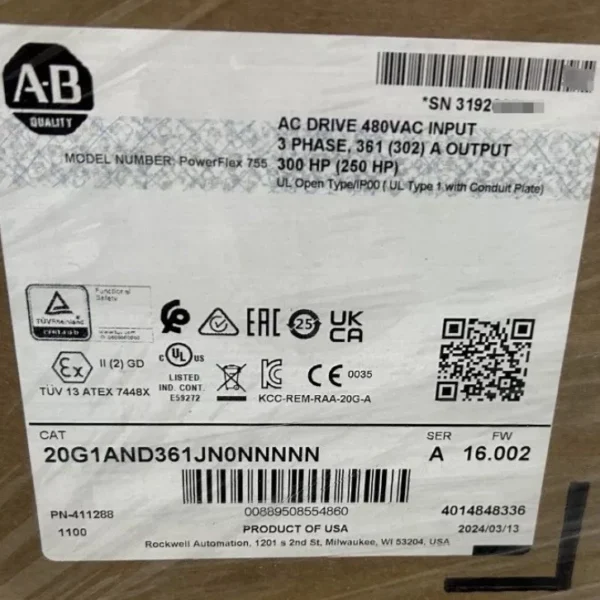 A-B
QUALITY
*SN 3192
AC DRIVE 480VAC INPUT
3 PHASE, 361 (302) A OUTPUT
300 HP (250 HP)
UL Open Type/IP00 ( UL Type 1 with Conduit Plate)
MODEL NUMBER: PowerFlex 755
Functional
Safety
EAC
25
UK
CA
Ex
II (2) GD
TÜV 13 ATEX 7448X
c UL us
LISTED
IND. CONT.
E59272
CE 0035
KCC-REM-RAA-20G-A
CAT
20G1AND361JN0NNNNN
SER
A
FW
16.002
00889508554860
PN-411288
1100
4014848336
2024/03/13
PRODUCT OF USA
Rockwell Automation, 1201 s 2nd St, Milwaukee, WI 53204, USA